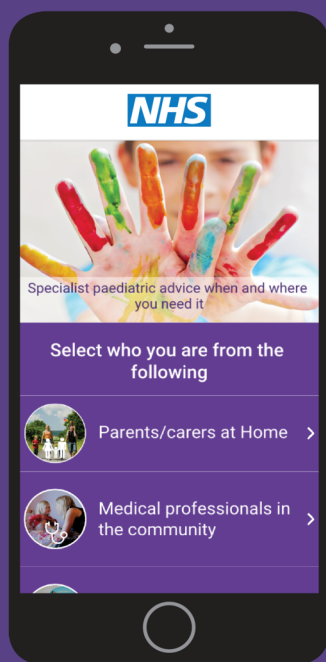 NHS
Specialist paediatric advice when and where
you need it
Select who you are from the
following
Parents/carers at Home
Medical professionals in
the community